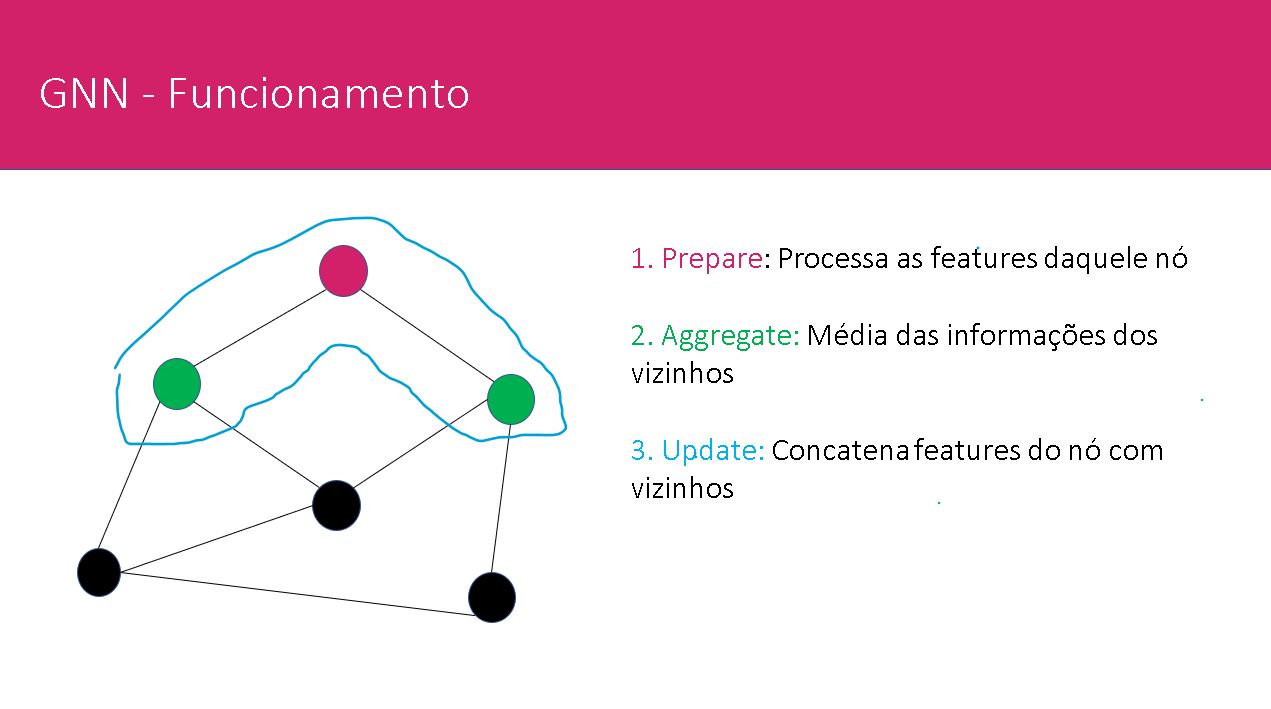 GNN - Funcionamento
1. Prepare: Processa as features daquele nó
2. Aggregate: Média das informações dos
vizinhos
3. Update: Concatena features do nó com
vizinhos